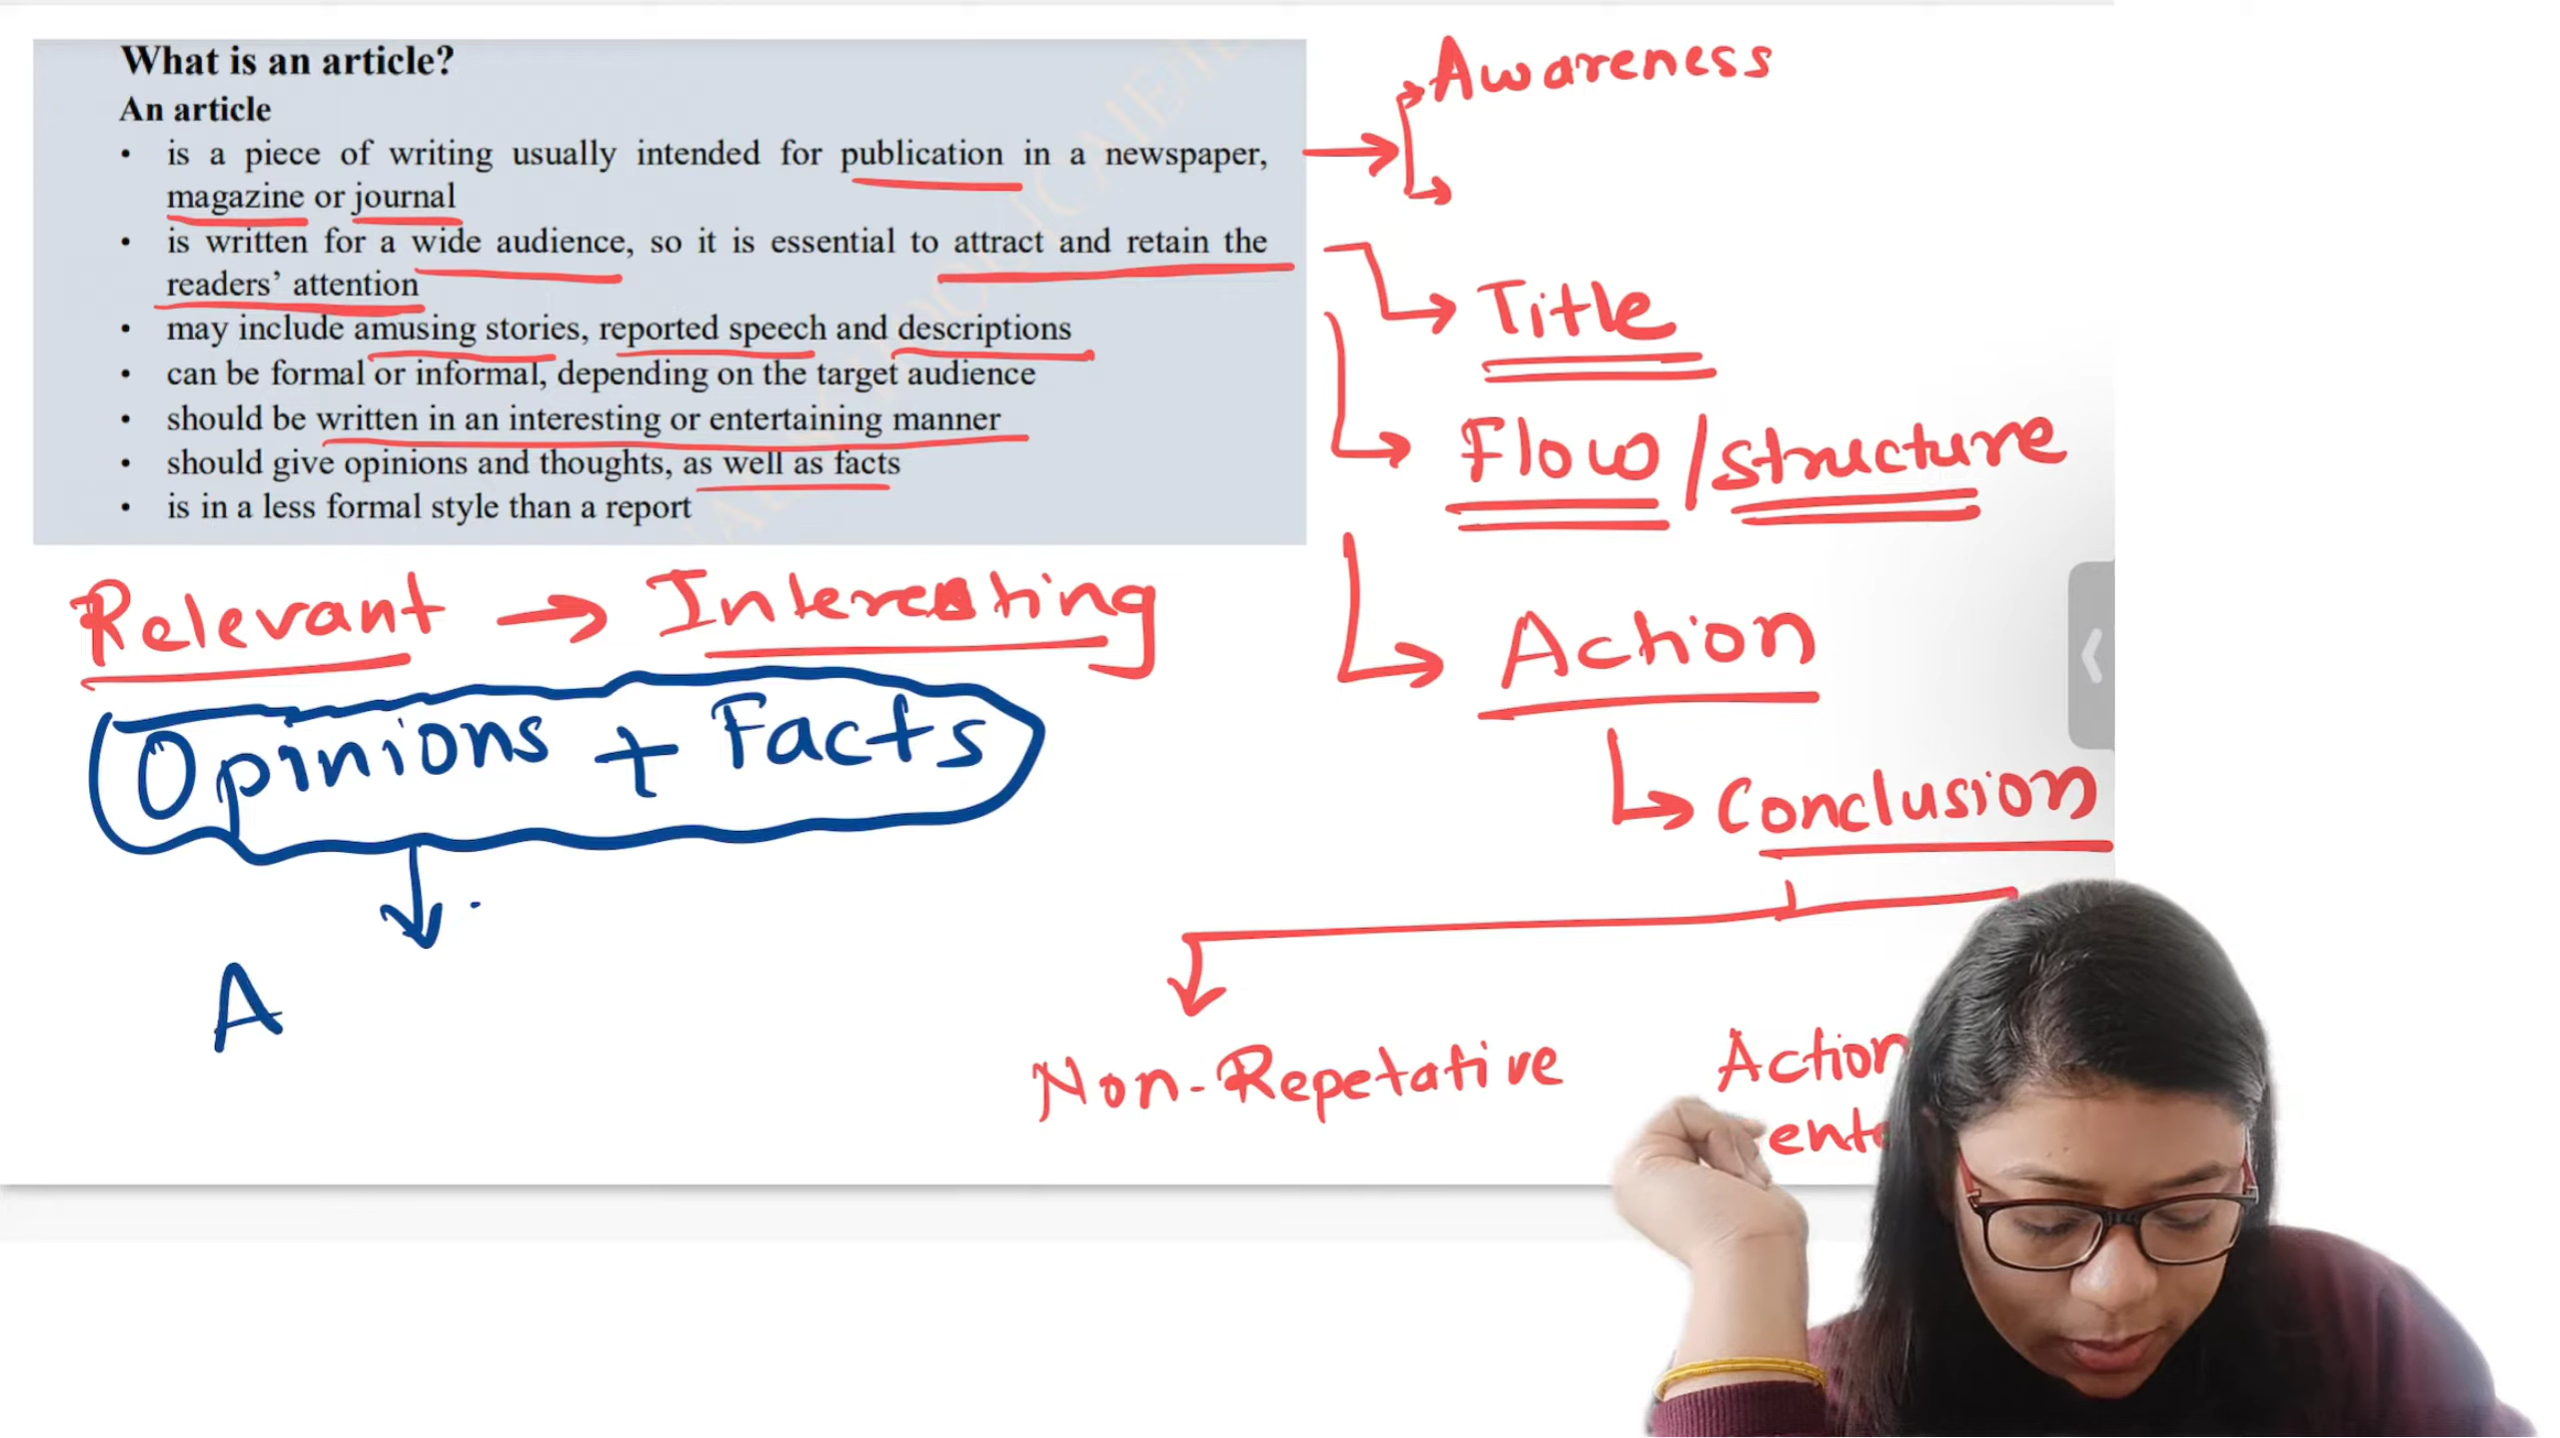 What is an article?
An article
• is a piece of writing usually intended for publication in a newspaper,
magazine or journal
• is written for a wide audience, so it is essential to attract and retain the
readers' attention
• may include amusing stories, reported speech and descriptions
• can be formal or informal, depending on the target audience
• should be written in an interesting or entertaining manner
• should give opinions and thoughts, as well as facts
• is in a less formal style than a report
Awareness
Title
Flow / Structure
Action
Conclusion
Relevant → Interesting
Opinions + Facts
A
Non-Repetative
Action